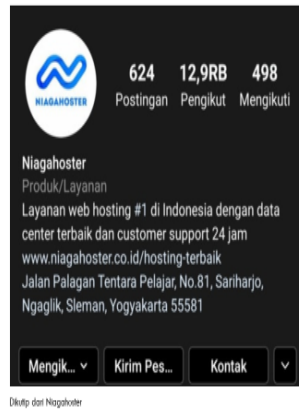 NIAGAHOSTER
624 12,9RB 498
Postingan Pengikut Mengikuti
Niagahoster
Produk/Layanan
Layanan web hosting #1 di Indonesia dengan data
center terbaik dan customer support 24 jam
www.niagahoster.co.id/hosting-terbaik
Jalan Palagan Tentara Pelajar, No.81, Sariharjo,
Ngaglik, Sleman, Yogyakarta 55581
Mengik... Kirim Pes... Kontak
Dikutip dari Niagahoster